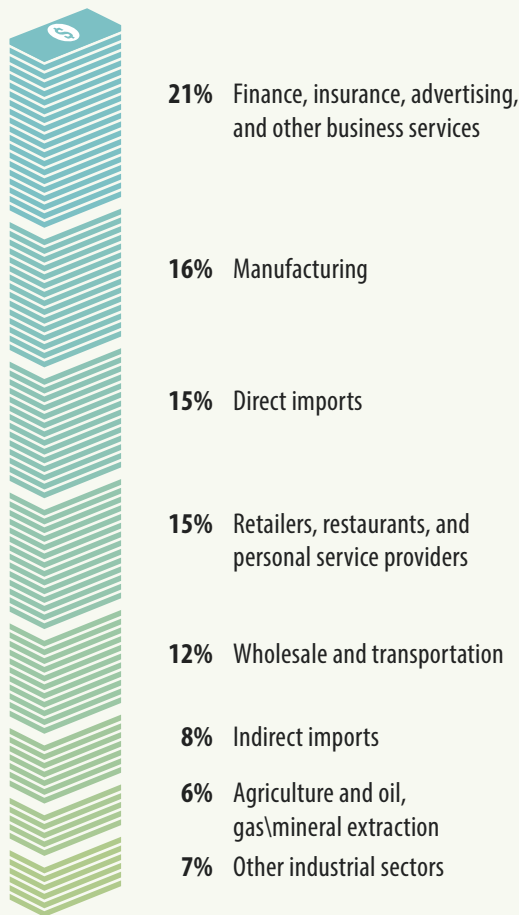 $
21% Finance, insurance, advertising,
and other business services
16% Manufacturing
15% Direct imports
15% Retailers, restaurants, and
personal service providers
12% Wholesale and transportation
8% Indirect imports
6% Agriculture and oil,
gas\mineral extraction
7% Other industrial sectors